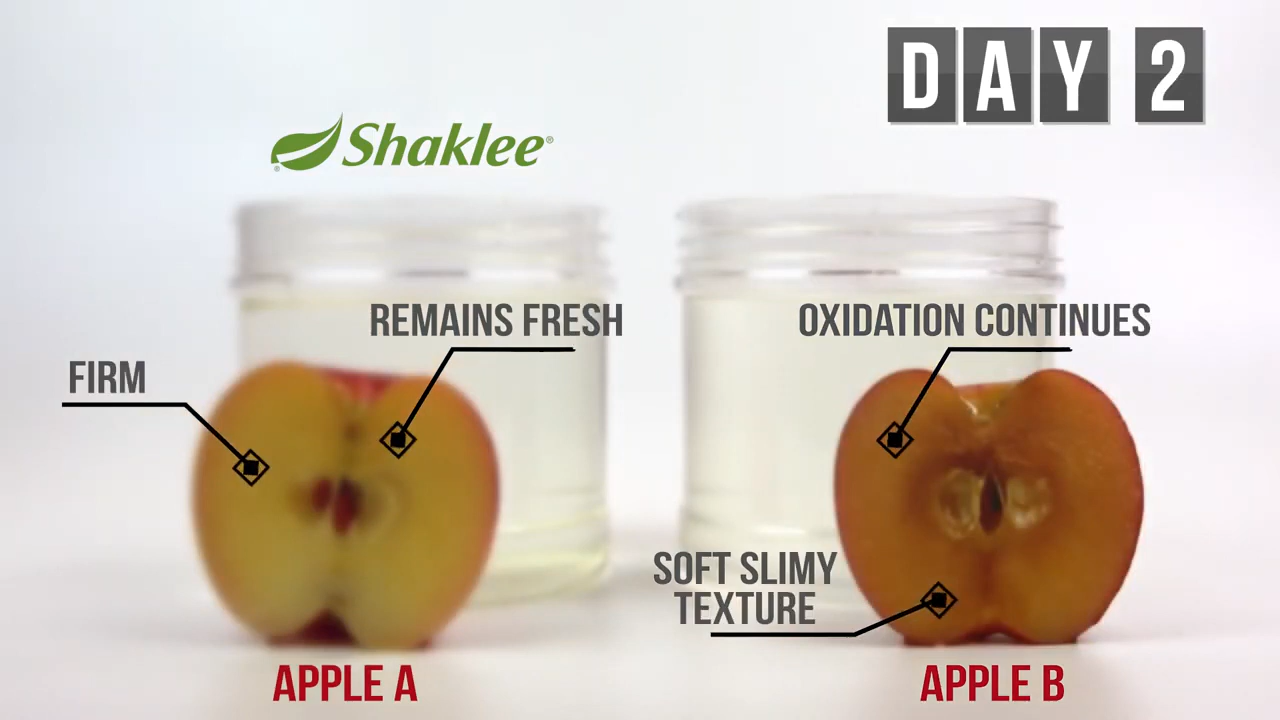 DAY 2
Shaklee®
REMAINS FRESH
OXIDATION CONTINUES
FIRM
SOFT SLIMY
TEXTURE
APPLE A
APPLE B